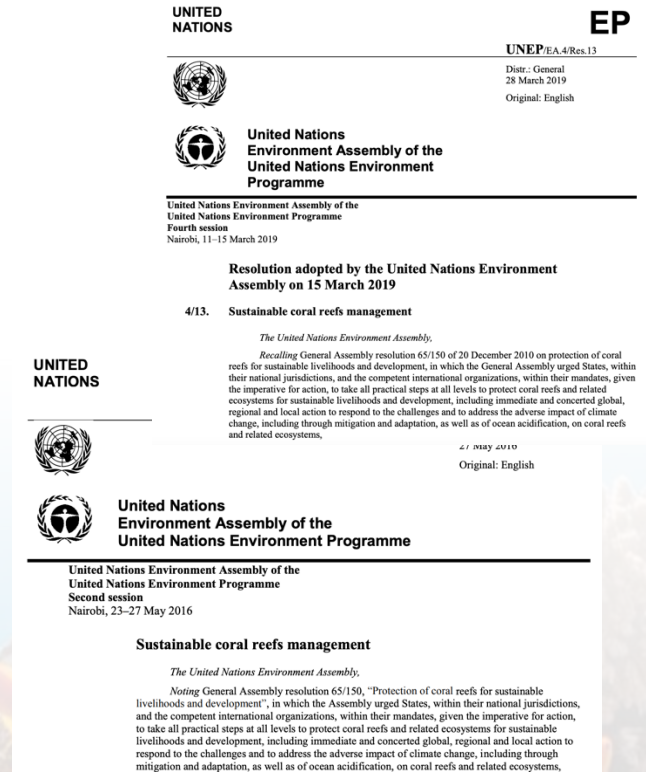 UNITED
NATIONS
EP
UNEP/EA.4/Res.13
Distr.: General
28 March 2019
Original: English
United Nations
Environment Assembly of the
United Nations Environment
Programme
United Nations Environment Assembly of the
United Nations Environment Programme
Fourth session
Nairobi, 11–15 March 2019
Resolution adopted by the United Nations Environment
Assembly on 15 March 2019
4/13. Sustainable coral reefs management
The United Nations Environment Assembly,
Recalling General Assembly resolution 65/150 of 20 December 2010 on protection of coral
reefs for sustainable livelihoods and development, in which the General Assembly urged States, within
their national jurisdictions, and the competent international organizations, within their mandates, given
the imperative for action, to take all practical steps at all levels to protect coral reefs and related
ecosystems for sustainable livelihoods and development, including immediate and concerted global,
regional and local action to respond to the challenges and to address the adverse impact of climate
change, including through mitigation and adaptation, as well as of ocean acidification, on coral reefs
and related ecosystems,
UNITED
NATIONS
27 May 2016
Original: English
United Nations
Environment Assembly of the
United Nations Environment Programme
United Nations Environment Assembly of the
United Nations Environment Programme
Second session
Nairobi, 23–27 May 2016
Sustainable coral reefs management
The United Nations Environment Assembly,
Noting General Assembly resolution 65/150, “Protection of coral reefs for sustainable
livelihoods and development”, in which the Assembly urged States, within their national jurisdictions,
and the competent international organizations, within their mandates, given the imperative for action,
to take all practical steps at all levels to protect coral reefs and related ecosystems for sustainable
livelihoods and development, including immediate and concerted global, regional and local action to
respond to the challenges and to address the adverse impact of climate change, including through
mitigation and adaptation, as well as of ocean acidification, on coral reefs and related ecosystems,